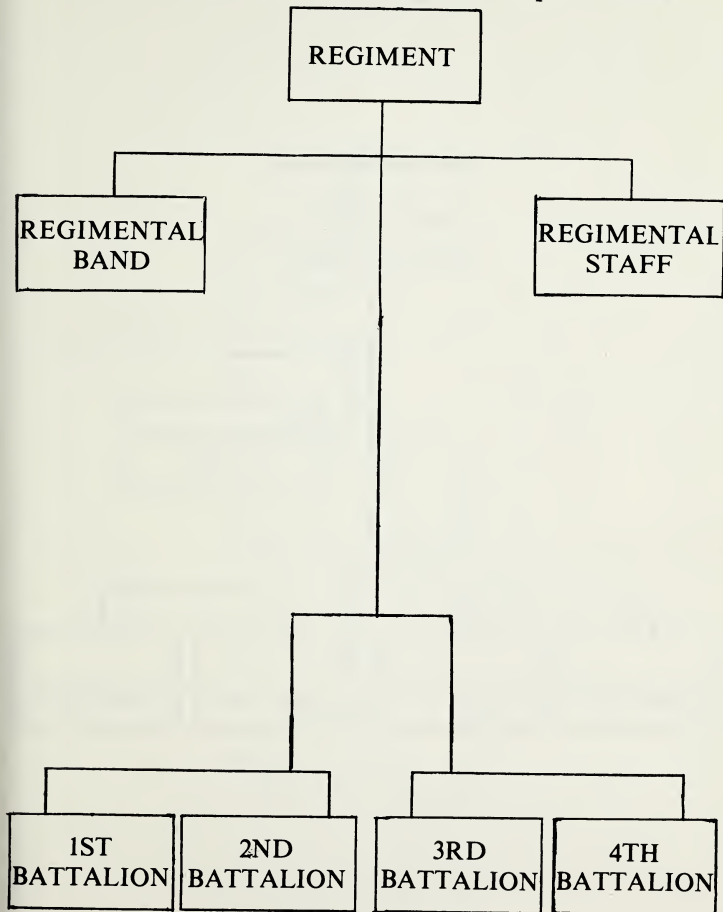 REGIMENT
REGIMENTAL
BAND
REGIMENTAL
STAFF
1ST
BATTALION
2ND
BATTALION
3RD
BATTALION
4TH
BATTALION